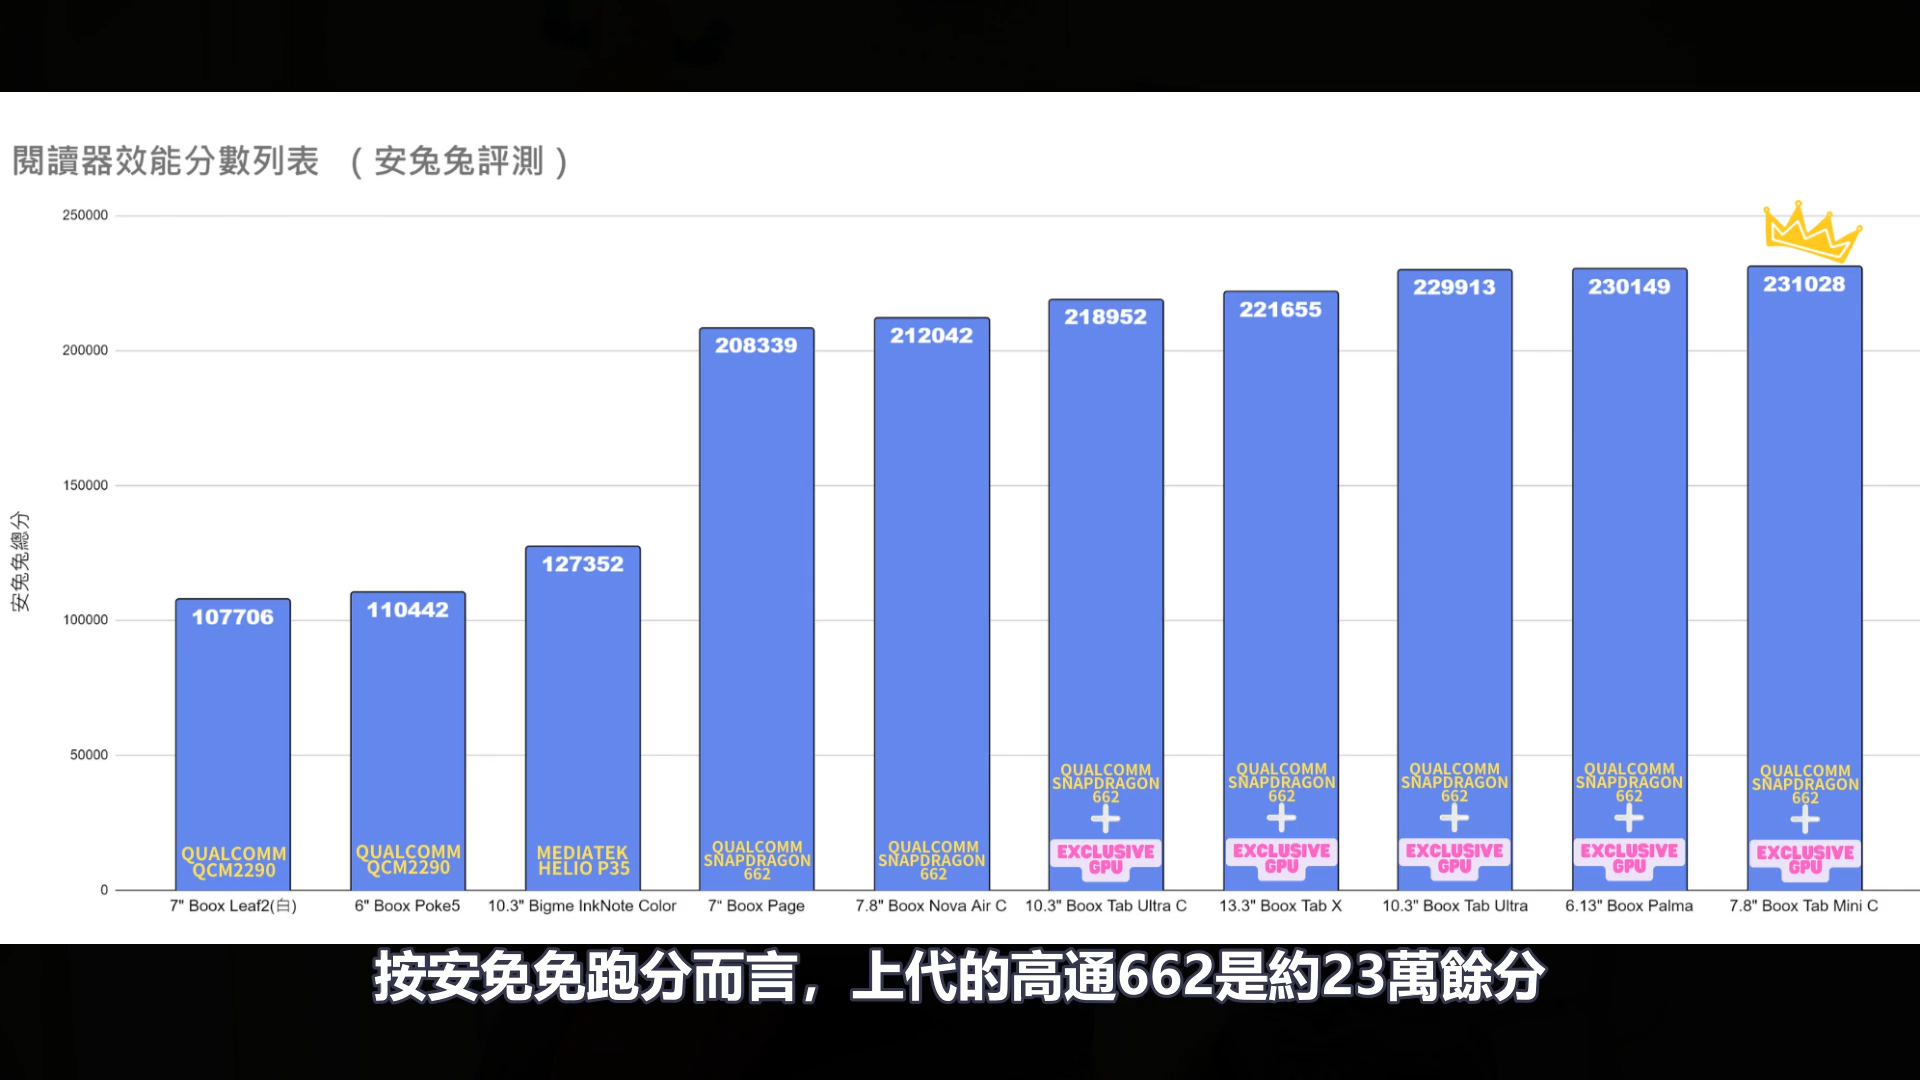 閱讀器效能分數列表 （安兔兔評測）
安兔兔總分
250000
200000
150000
100000
50000
0
107706
110442
127352
208339
212042
218952
221655
229913
230149
231028
QUALCOMM
QCM2290
QUALCOMM
QCM2290
MEDIATEK
HELIO P35
QUALCOMM
SNAPDRAGON
662
QUALCOMM
SNAPDRAGON
662
QUALCOMM
SNAPDRAGON
662
+
EXCLUSIVE
GPU
QUALCOMM
SNAPDRAGON
662
+
EXCLUSIVE
GPU
QUALCOMM
SNAPDRAGON
662
+
EXCLUSIVE
GPU
QUALCOMM
SNAPDRAGON
662
+
EXCLUSIVE
GPU
QUALCOMM
SNAPDRAGON
662
+
EXCLUSIVE
GPU
7" Boox Leaf2(白)
6" Boox Poke5
10.3" Bigme InkNote Color
7“ Boox Page
7.8" Boox Nova Air C
10.3" Boox Tab Ultra C
13.3" Boox Tab X
10.3" Boox Tab Ultra
6.13" Boox Palma
7.8" Boox Tab Mini C
按安免免跑分而言，上代的高通662是約23萬餘分